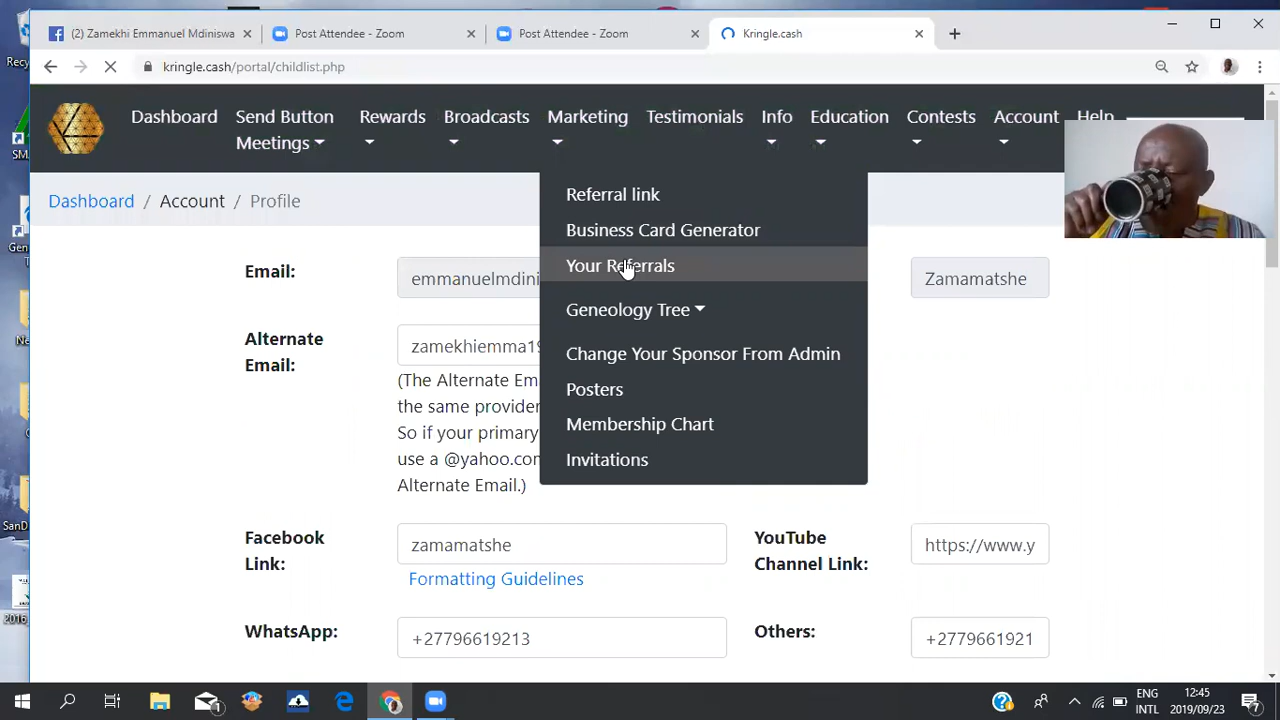 (2) Zamekhi Emmanuel Mdiniswa
Post Attendee - Zoom
Post Attendee - Zoom
Kringle.cash
kringle.cash/portal/childlist.php
Dashboard
Send Button Meetings
Rewards
Broadcasts
Marketing
Testimonials
Info
Education
Contests
Account
Help
Dashboard / Account / Profile
Referral link
Business Card Generator
Your Referrals
Geneology Tree
Change Your Sponsor From Admin
Posters
Membership Chart
Invitations
Email:
emmanuelmdini
Zamamatshe
Alternate
Email:
zamekhiemma19
(The Alternate Em
the same provider
So if your primary
use a @yahoo.con
Alternate Email.)
Facebook
Link:
zamamatshe
Formatting Guidelines
YouTube
Channel Link:
https://www.y
WhatsApp:
+27796619213
Others:
+2779661921
ENG
INTL
12:45
2019/09/23